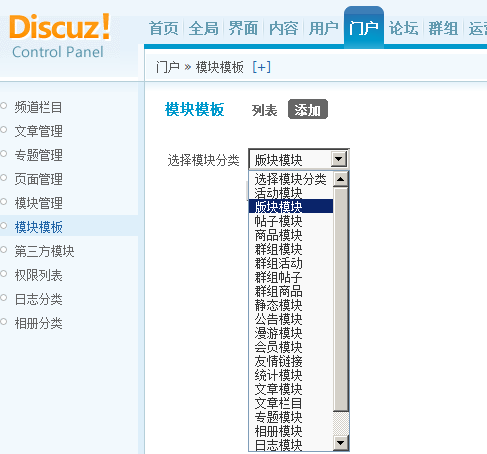 Discuz!
Control Panel
首页 全局 界面 内容 用户 门户 论坛 群组 运营
门户 » 模块模板 [+]
频道栏目
文章管理
专题管理
页面管理
模块管理
模块模板
第三方模块
权限列表
日志分类
相册分类
模块模板 列表 添加
选择模块分类 版块模块
选择模块分类
活动模块
版块模块
帖子模块
商品模块
群组模块
群组活动
群组帖子
群组商品
静态模块
公告模块
漫游模块
会员模块
友情链接
统计模块
文章模块
文章栏目
专题模块
相册模块
日志模块